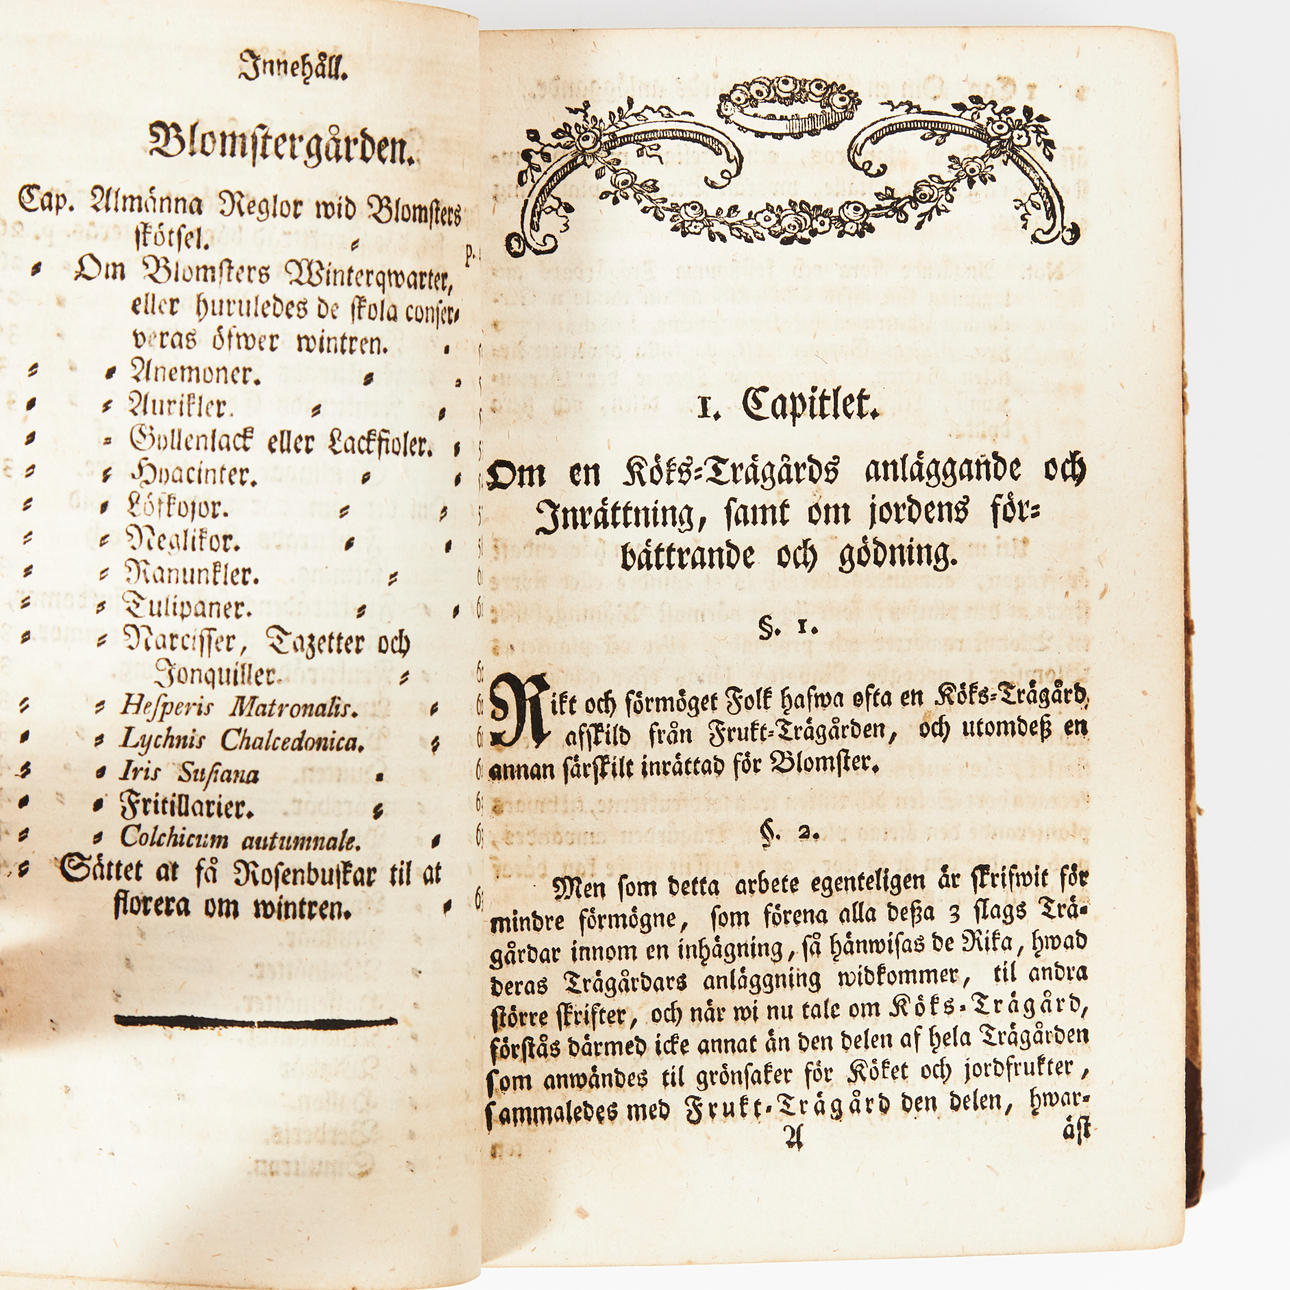 Innehåll.
Blomstergården.
Cap. Almänna Reglor wid Blomsters
skötsel.
p.
Om Blomsters Winterqwarter,
eller huruledes de skola conser⸗
veras öfwer wintren.
Anemoner.
Aurikler.
Gullenlack eller Lackfioler.
Hyacinter.
Löfkojor.
Neglikor.
Ranunkler.
Tulipaner.
Narcisser, Tazetter och
Jonquiller.
Hesperis Matronalis.
Lychnis Chalcedonica.
Iris Susiana
Fritillarier.
Colchicum autumnale.
Sättet at få Rosenbuskar til at
florera om wintren.
1. Capitlet.
Om en Köks⸗Trägårds anläggande och
Inrättning, samt om jordens för⸗
bättrande och gödning.
§. 1.
Rikt och förmöget Folk hafwa ofta en Köks⸗Trägård,
afskild från Frukt⸗Trägården, och utomdeß en
annan särskilt inrättad för Blomster.
§. 2.
Men som detta arbete egenteligen är skrifwit för
mindre förmögne, som förena alla deßa 3 slags Trä⸗
gårdar innom en inhägning, så hänwisas de Rika, hwad
deras Trägårdars anläggning widkommer, til andra
större skrifter, och när wi nu tale om Köks⸗Trägård,
förstås därmed icke annat än den delen af hela Trägården
som anwändes til grönsaker för Köket och jordfrukter,
sammaledes med Frukt⸗Trägård den delen, hwar⸗
A
äst